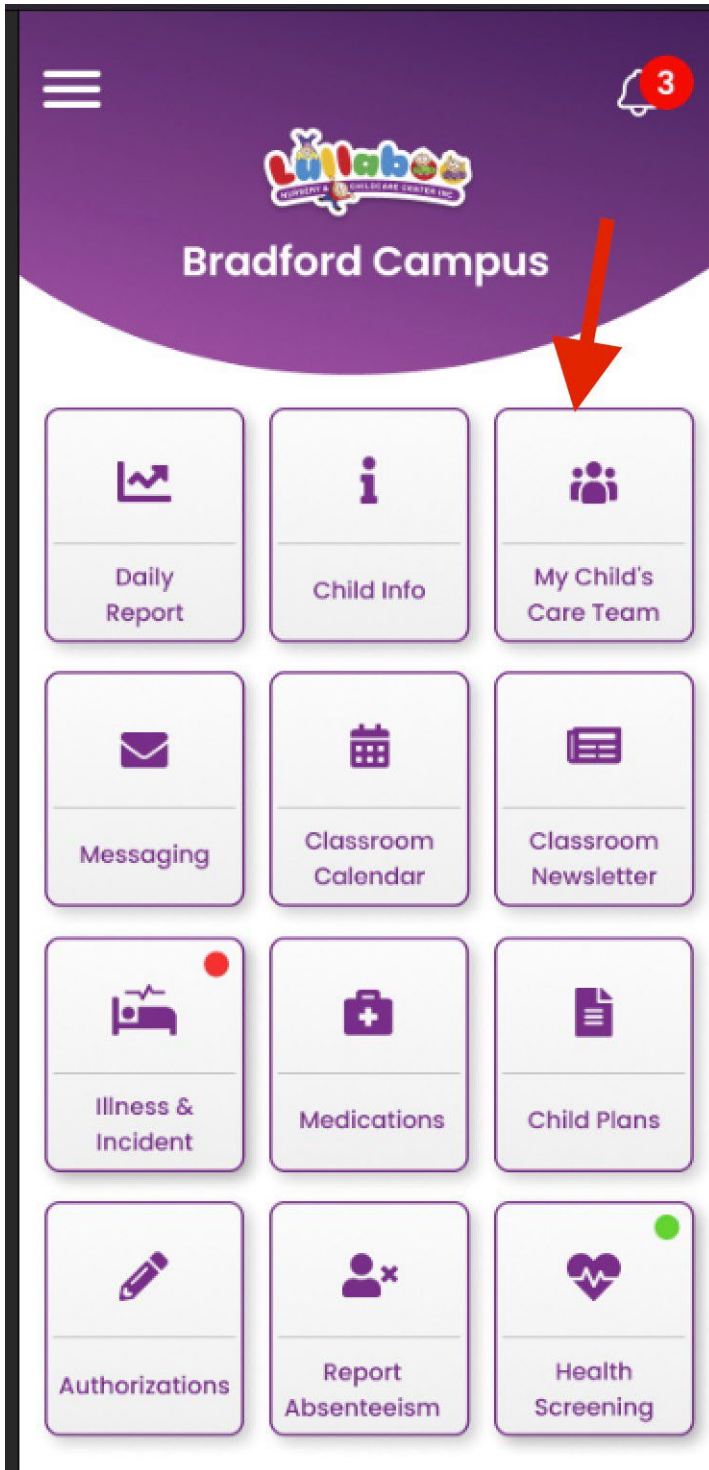 3
Lullaboo
NURSERY & CHILDCARE CENTER INC
Bradford Campus
Daily
Report
Child Info
My Child's
Care Team
Messaging
Classroom
Calendar
Classroom
Newsletter
Illness &
Incident
Medications
Child Plans
Authorizations
Report
Absenteeism
Health
Screening